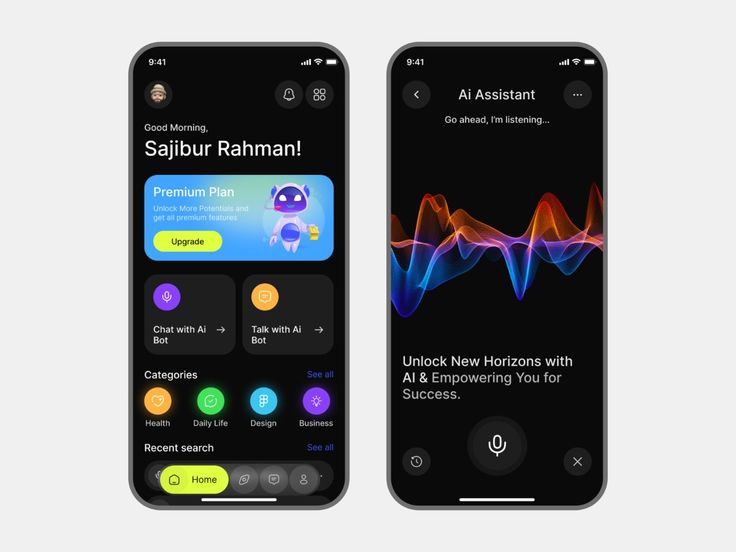 9:41
Good Morning,
Sajibur Rahman!
Premium Plan
Unlock More Potentials and
get all premium features
Upgrade
Chat with Ai
Bot
Talk with Ai
Bot
Categories
See all
Health
Daily Life
Design
Business
Recent search
See all
Home
9:41
Ai Assistant
Go ahead, I'm listening...
Unlock New Horizons with
AI & Empowering You for
Success.